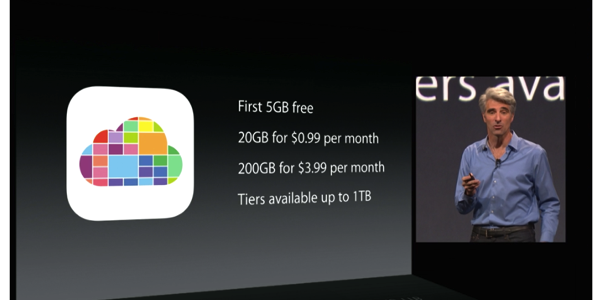 First 5GB free
20GB for $0.99 per month
200GB for $3.99 per month
Tiers available up to 1TB
ers ava